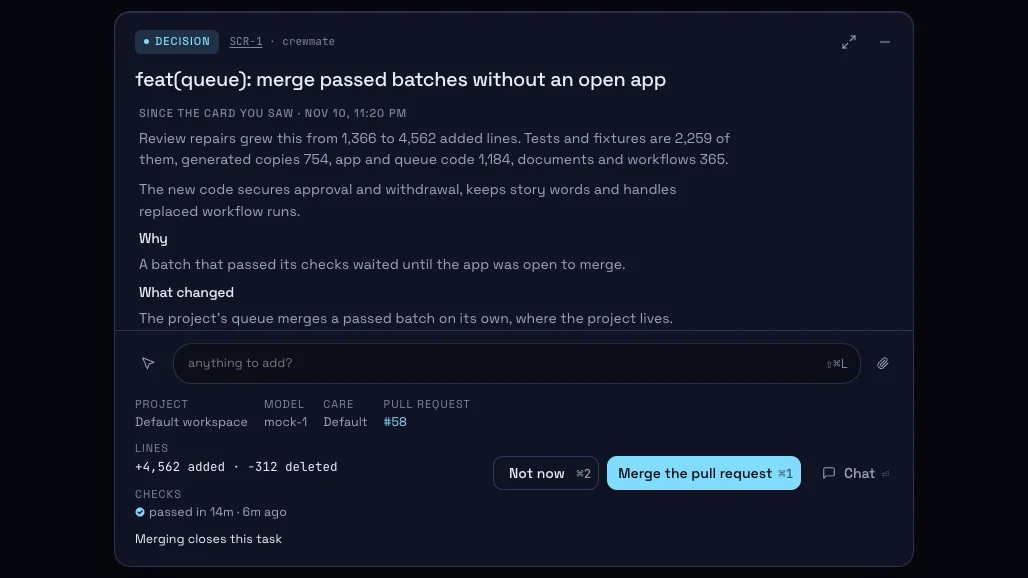 DECISION SCR-1 · crewmate
feat(queue): merge passed batches without an open app
SINCE THE CARD YOU SAW · NOV 10, 11:20 PM
Review repairs grew this from 1,366 to 4,562 added lines. Tests and fixtures are 2,259 of
them, generated copies 754, app and queue code 1,184, documents and workflows 365.
The new code secures approval and withdrawal, keeps story words and handles
replaced workflow runs.
Why
A batch that passed its checks waited until the app was open to merge.
What changed
The project's queue merges a passed batch on its own, where the project lives.
anything to add? ⇧⌘L
PROJECT MODEL CARE PULL REQUEST
Default workspace mock-1 Default #58
LINES
+4,562 added · -312 deleted
Not now ⌘2 Merge the pull request ⌘1 Chat ⏎
CHECKS
passed in 14m · 6m ago
Merging closes this task